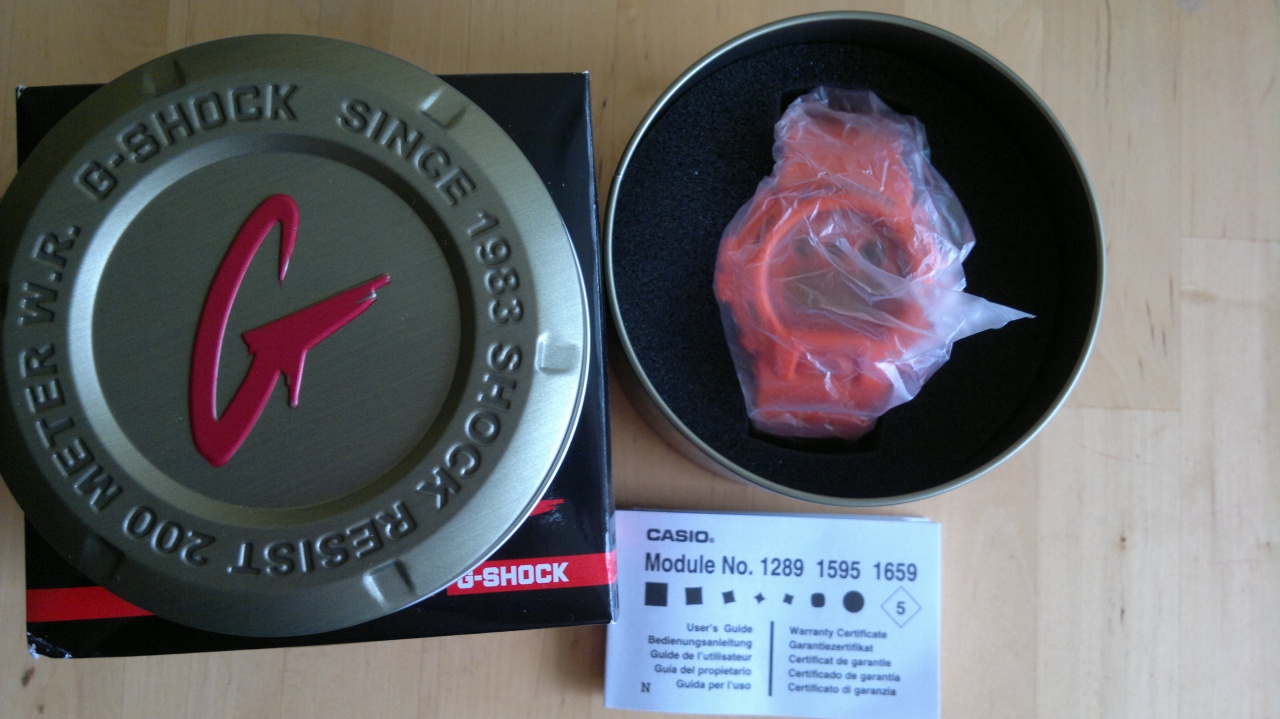 G-SHOCK SINCE 1983 SHOCK RESIST 200 METER W.R.
G
G-SHOCK
CASIO.
Module No. 1289 1595 1659
5
User's Guide
Bedienungsanleitung
Guide de l'utilisateur
Guía del propietario
Guida per l'uso
N
Warranty Certificate
Garantiezertifikat
Certificat de garantie
Certificado de garantía
Certificato di garanzia